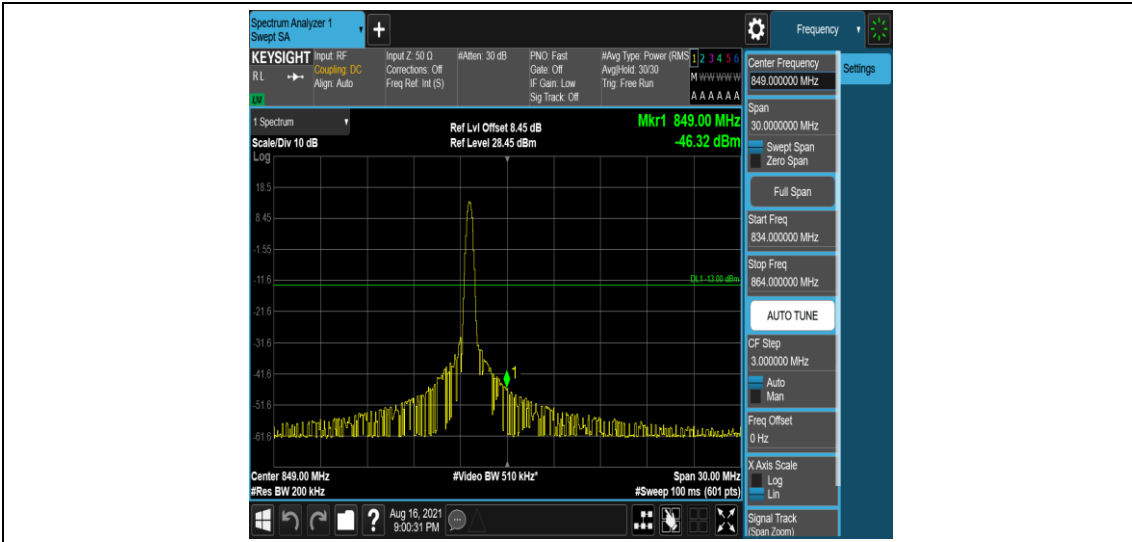 Spectrum Analyzer 1
Swept SA
+
Frequency
KEYSIGHT
RL
LXI
Input: RF
Coupling: DC
Align: Auto
Input Z: 50 Ω
Corrections: Off
Freq Ref: Int (S)
#Atten: 30 dB
PNO: Fast
Gate: Off
IF Gain: Low
Sig Track: Off
#Avg Type: Power (RMS
Avg|Hold: 30/30
Trig: Free Run
1 2 3 4 5 6
M W W W W W
A A A A A A
1 Spectrum
Scale/Div 10 dB
Ref Lvl Offset 8.45 dB
Ref Level 28.45 dBm
Mkr1 849.00 MHz
-46.32 dBm
Log
18.5
8.45
-1.55
-11.6
-21.6
-31.6
-41.6
-51.6
-61.6
DL1 -13.00 dBm
1
Center 849.00 MHz
#Res BW 200 kHz
#Video BW 510 kHz*
Span 30.00 MHz
#Sweep 100 ms (601 pts)
Center Frequency
849.000000 MHz
Settings
Span
30.0000000 MHz
Swept Span
Zero Span
Full Span
Start Freq
834.000000 MHz
Stop Freq
864.000000 MHz
AUTO TUNE
CF Step
3.000000 MHz
Auto
Man
Freq Offset
0 Hz
X Axis Scale
Log
Lin
Signal Track
(Span Zoom)
?
Aug 16, 2021
9:00:31 PM